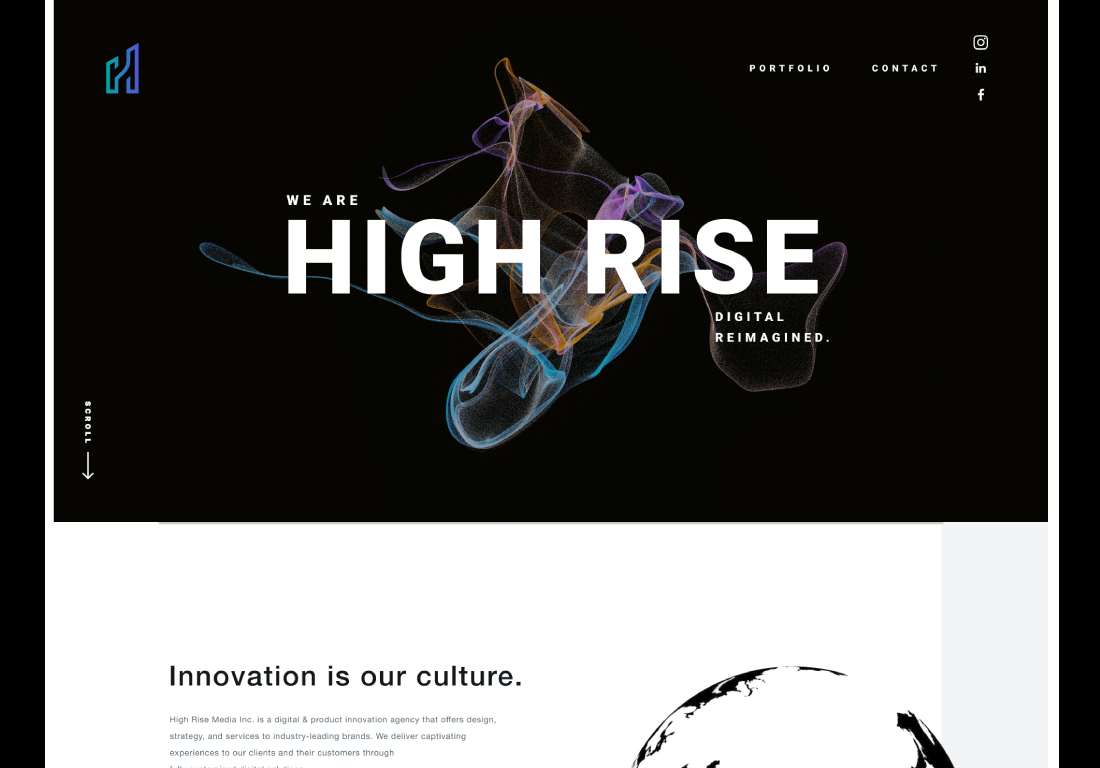 PORTFOLIO
CONTACT
WE ARE
HIGH RISE
DIGITAL
REIMAGINED.
SCROLL
Innovation is our culture.
High Rise Media Inc. is a digital & product innovation agency that offers design,
strategy, and services to industry-leading brands. We deliver captivating
experiences to our clients and their customers through